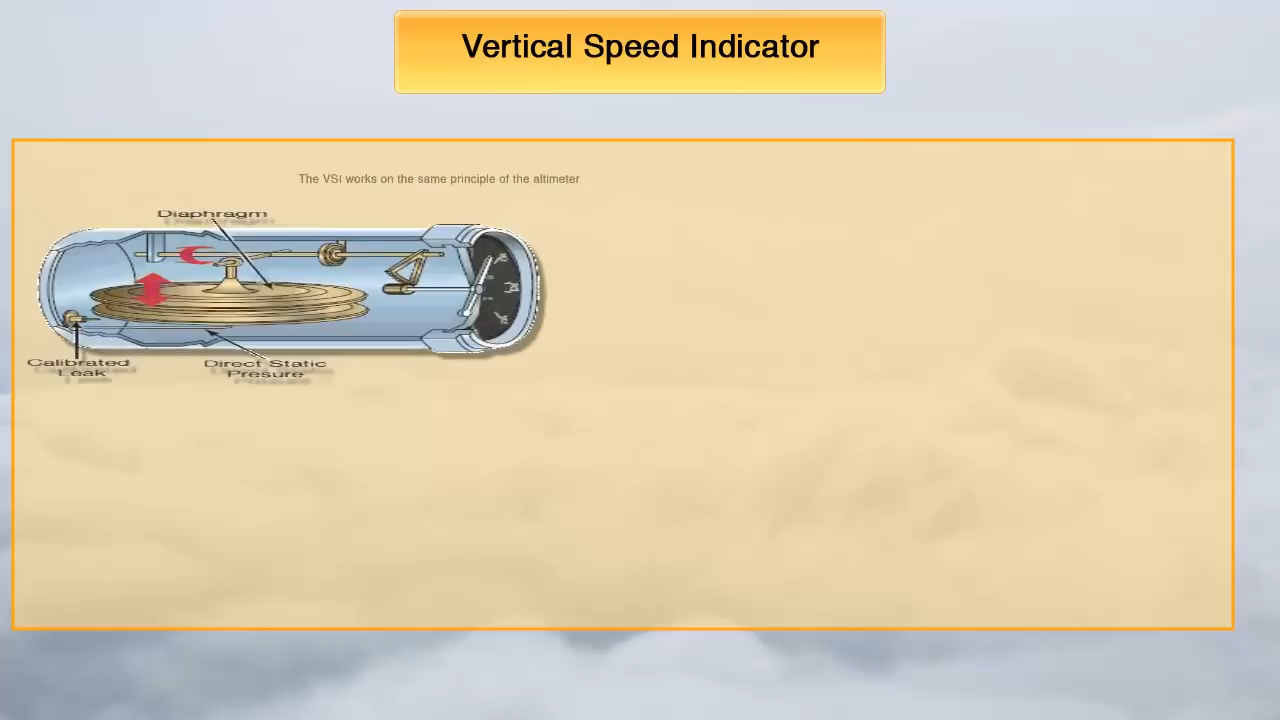 Vertical Speed Indicator
The VSI works on the same principle of the altimeter.
Diaphragm
Calibrated
Leak
Direct Static
Presure